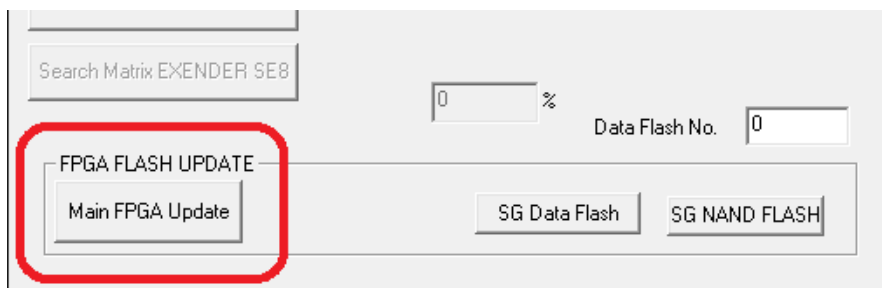 Search Matrix EXENDER SE8
0 %
Data Flash No. 0
FPGA FLASH UPDATE
Main FPGA Update
SG Data Flash
SG NAND FLASH